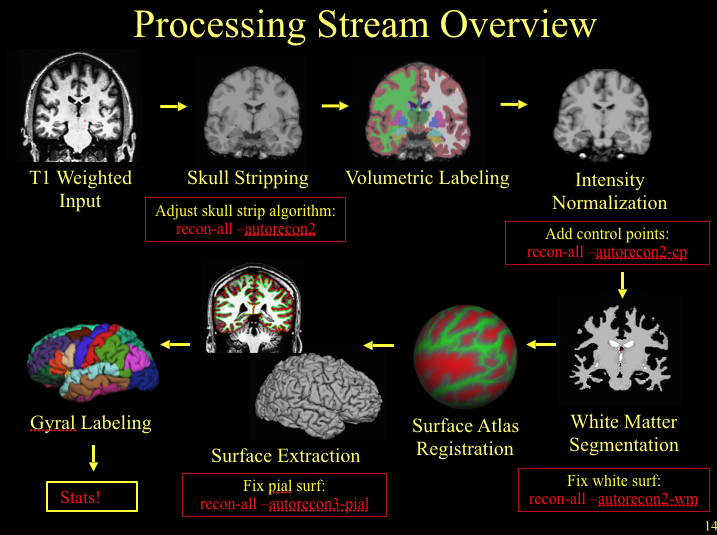 Processing Stream Overview
T1 Weighted
Input
Skull Stripping
Volumetric Labeling
Intensity
Normalization
Adjust skull strip algorithm:
recon-all –autorecon2
Add control points:
recon-all –autorecon2-cp
Gyral Labeling
Surface Extraction
Surface Atlas
Registration
White Matter
Segmentation
Stats!
Fix pial surf:
recon-all –autorecon3-pial
Fix white surf:
recon-all –autorecon2-wm
14